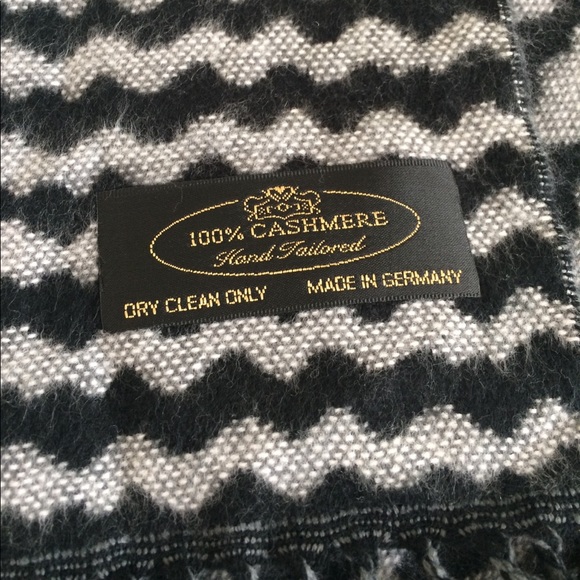 100% CASHMERE
Hand Tailored
DRY CLEAN ONLY MADE IN GERMANY